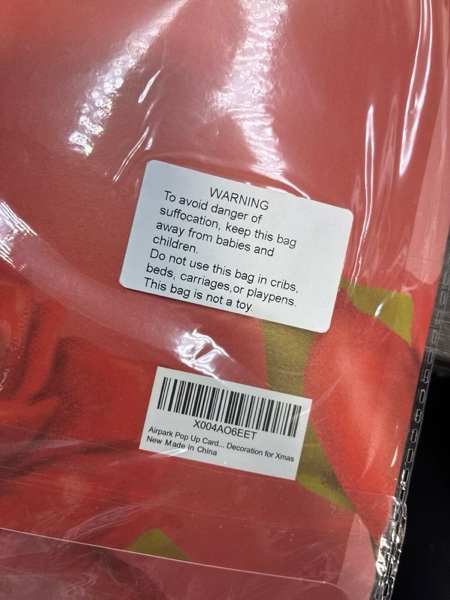 WARNING
To avoid danger of
suffocation, keep this bag
away from babies and
children.
Do not use this bag in cribs,
beds, carriages,or playpens.
This bag is not a toy.
X004AO6EET
Airpark Pop Up Card... Decoration for Xmas
New Made in China